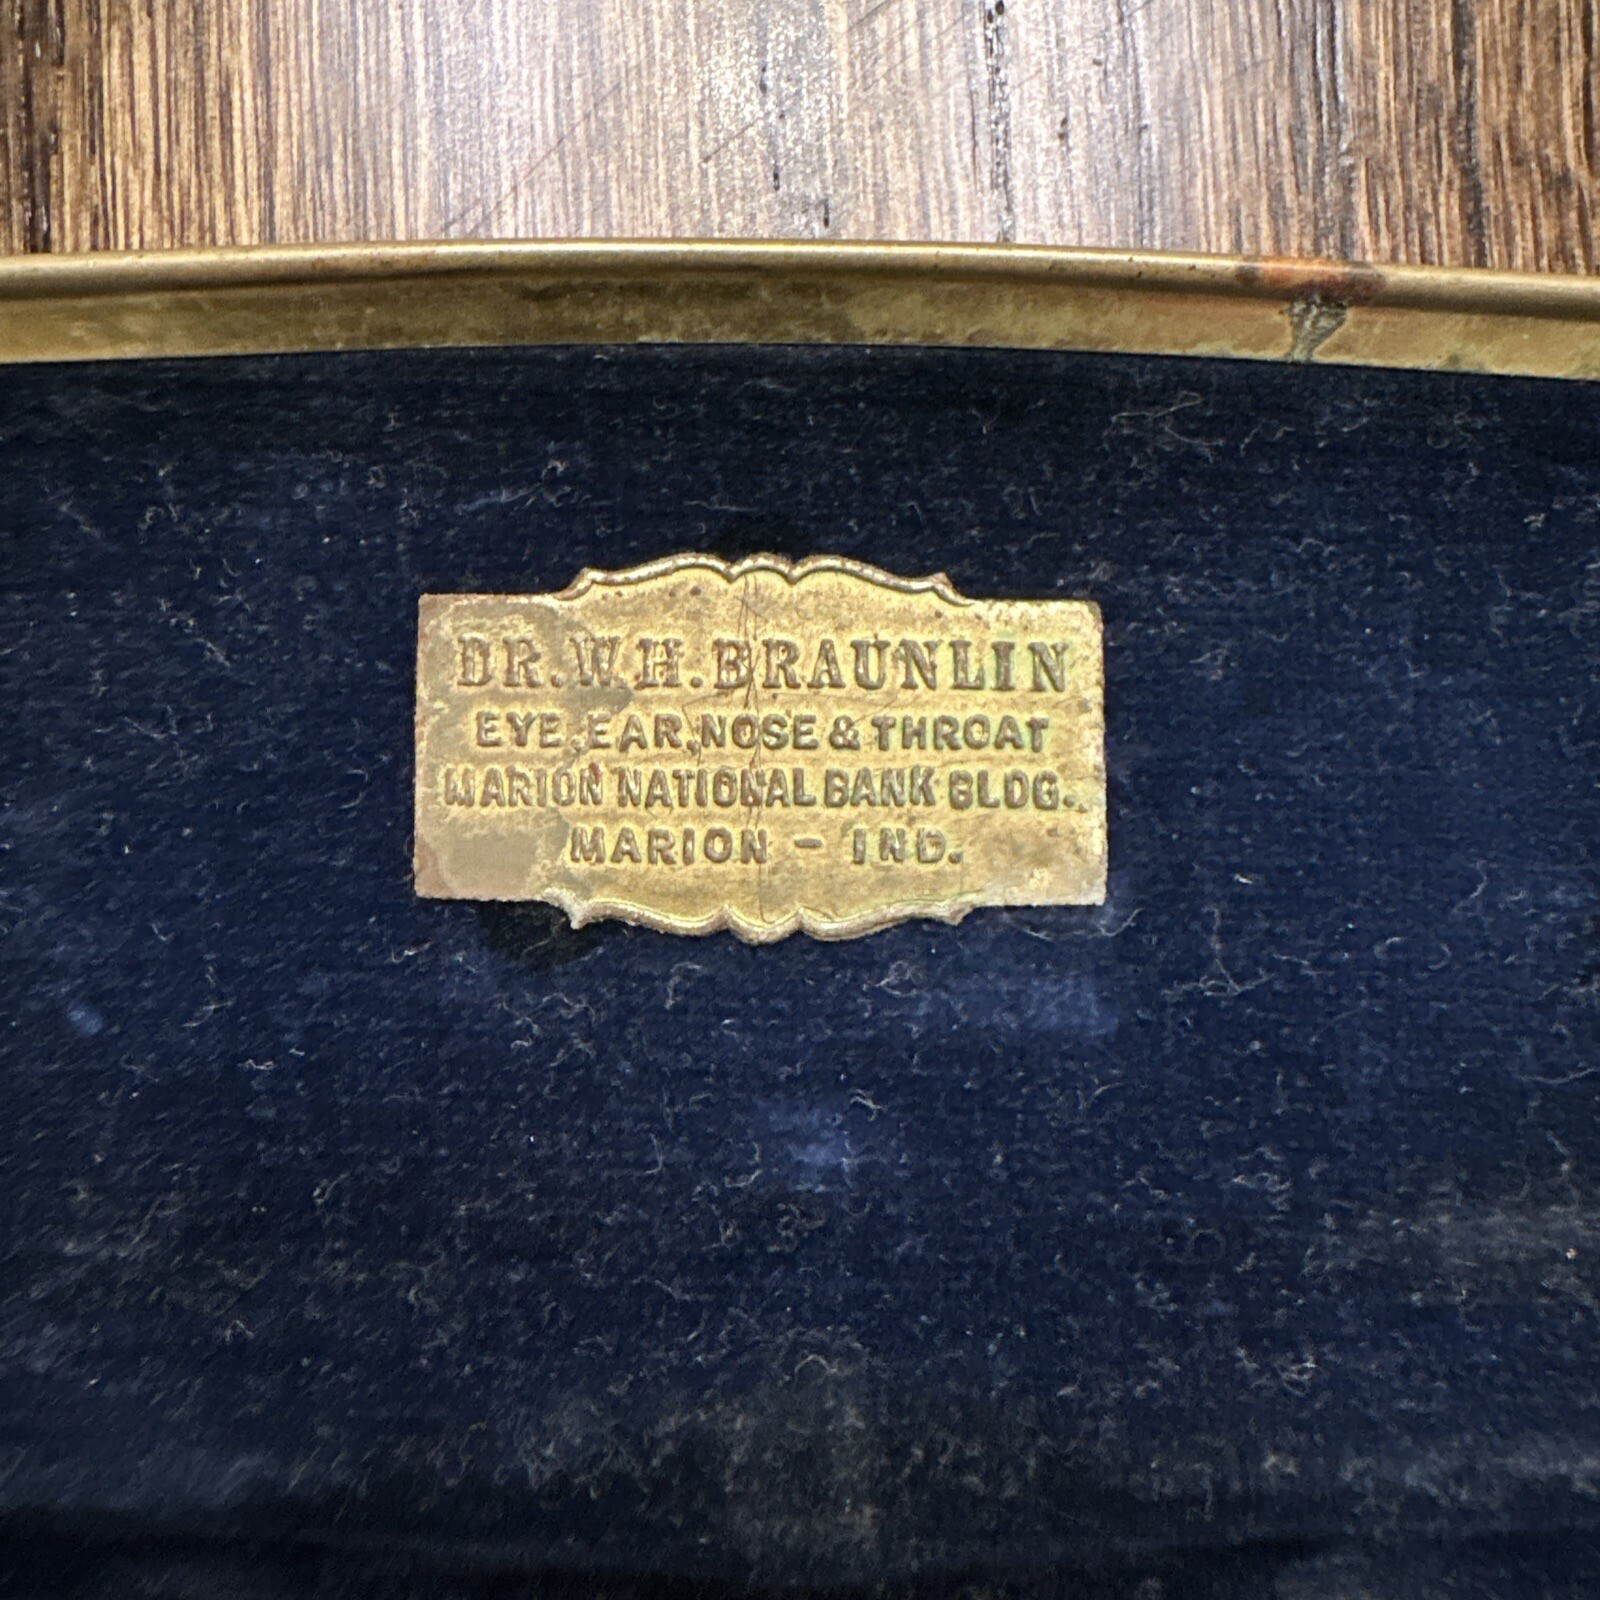 DR. W. H. BRAUNLIN
EYE, EAR, NOSE & THROAT
MARION NATIONAL BANK BLDG.
MARION - IND.